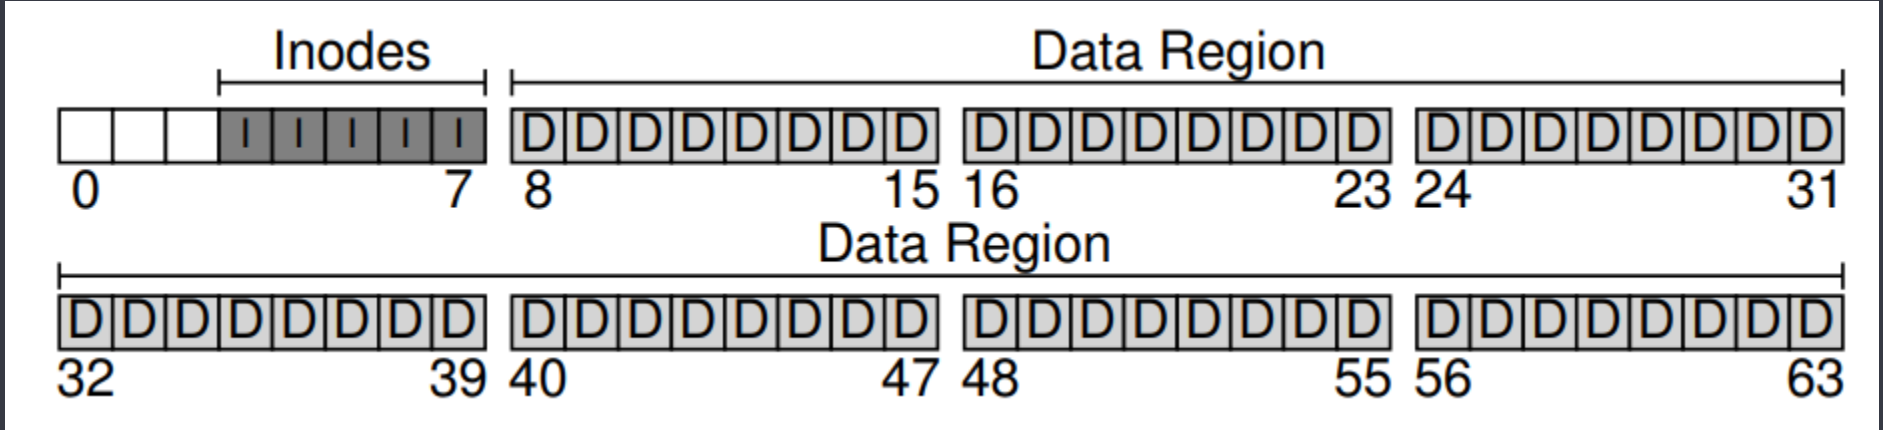 Inodes Data Region
I I I I I D D D D D D D D D D D D D D D D D D D D D D D D
0 7 8 15 16 23 24 31
Data Region
D D D D D D D D D D D D D D D D D D D D D D D D D D D D D D D D
32 39 40 47 48 55 56 63